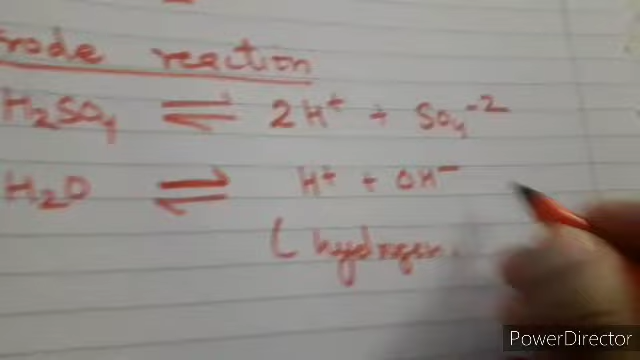 rode reaction
H₂SO₄ ⇌ 2H⁺ + SO₄⁻²
H₂O ⇌ H⁺ + OH⁻
( hydrogen
PowerDirector